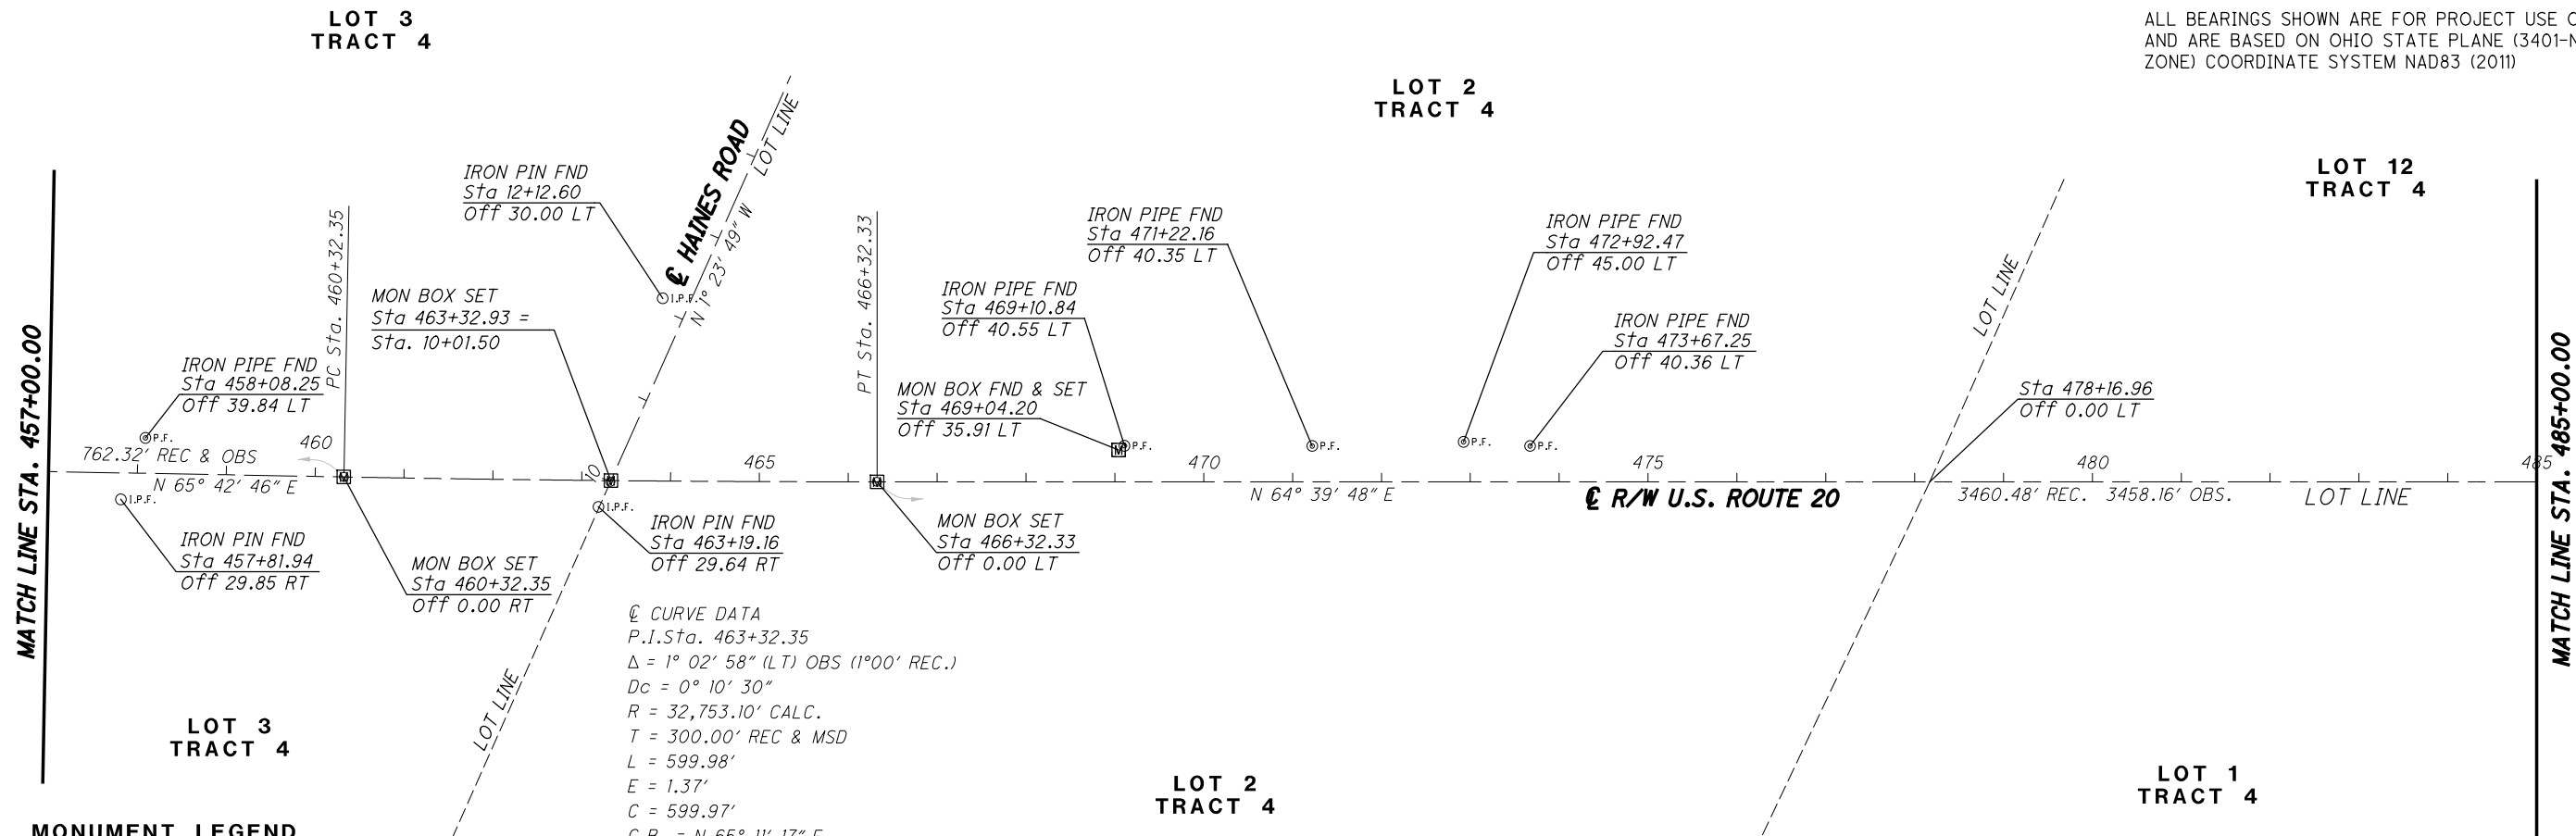 LOT 3
TRACT 4
ALL BEARINGS SHOWN ARE FOR PROJECT USE
AND ARE BASED ON OHIO STATE PLANE (3401-N
ZONE) COORDINATE SYSTEM NAD83 (2011)
LOT 2
TRACT 4
LOT 12
TRACT 4
LOT LINE
℄ HAINES ROAD
N 1° 23' 49" W
IRON PIN FND
Sta 12+12.60
Off 30.00 LT
I.P.F.
PC Sta. 460+32.35
PT Sta. 466+32.33
IRON PIPE FND
Sta 471+22.16
Off 40.35 LT
IRON PIPE FND
Sta 472+92.47
Off 45.00 LT
MON BOX SET
Sta 463+32.93 =
Sta. 10+01.50
IRON PIPE FND
Sta 469+10.84
Off 40.55 LT
IRON PIPE FND
Sta 473+67.25
Off 40.36 LT
LOT LINE
MATCH LINE STA. 457+00.00
MATCH LINE STA. 485+00.00
IRON PIPE FND
Sta 458+08.25
Off 39.84 LT
MON BOX FND & SET
Sta 469+04.20
Off 35.91 LT
Sta 478+16.96
Off 0.00 LT
P.F.
M
P.F.
P.F.
P.F.
P.F.
762.32' REC & OBS
460
10
465
470
475
480
485
M
M
M
N 65° 42' 46" E
N 64° 39' 48" E
℄ R/W U.S. ROUTE 20
3460.48' REC. 3458.16' OBS.
LOT LINE
I.P.F.
I.P.F.
IRON PIN FND
Sta 457+81.94
Off 29.85 RT
MON BOX SET
Sta 460+32.35
Off 0.00 RT
IRON PIN FND
Sta 463+19.16
Off 29.64 RT
MON BOX SET
Sta 466+32.33
Off 0.00 LT
℄ CURVE DATA
P.I.Sta. 463+32.35
Δ = 1° 02' 58" (LT) OBS (1°00' REC.)
Dc = 0° 10' 30"
R = 32,753.10' CALC.
T = 300.00' REC & MSD
L = 599.98'
E = 1.37'
C = 599.97'
C.B. = N 65° 11' 17" E
LOT LINE
LOT 3
TRACT 4
LOT 2
TRACT 4
LOT 1
TRACT 4
MONUMENT LEGEND